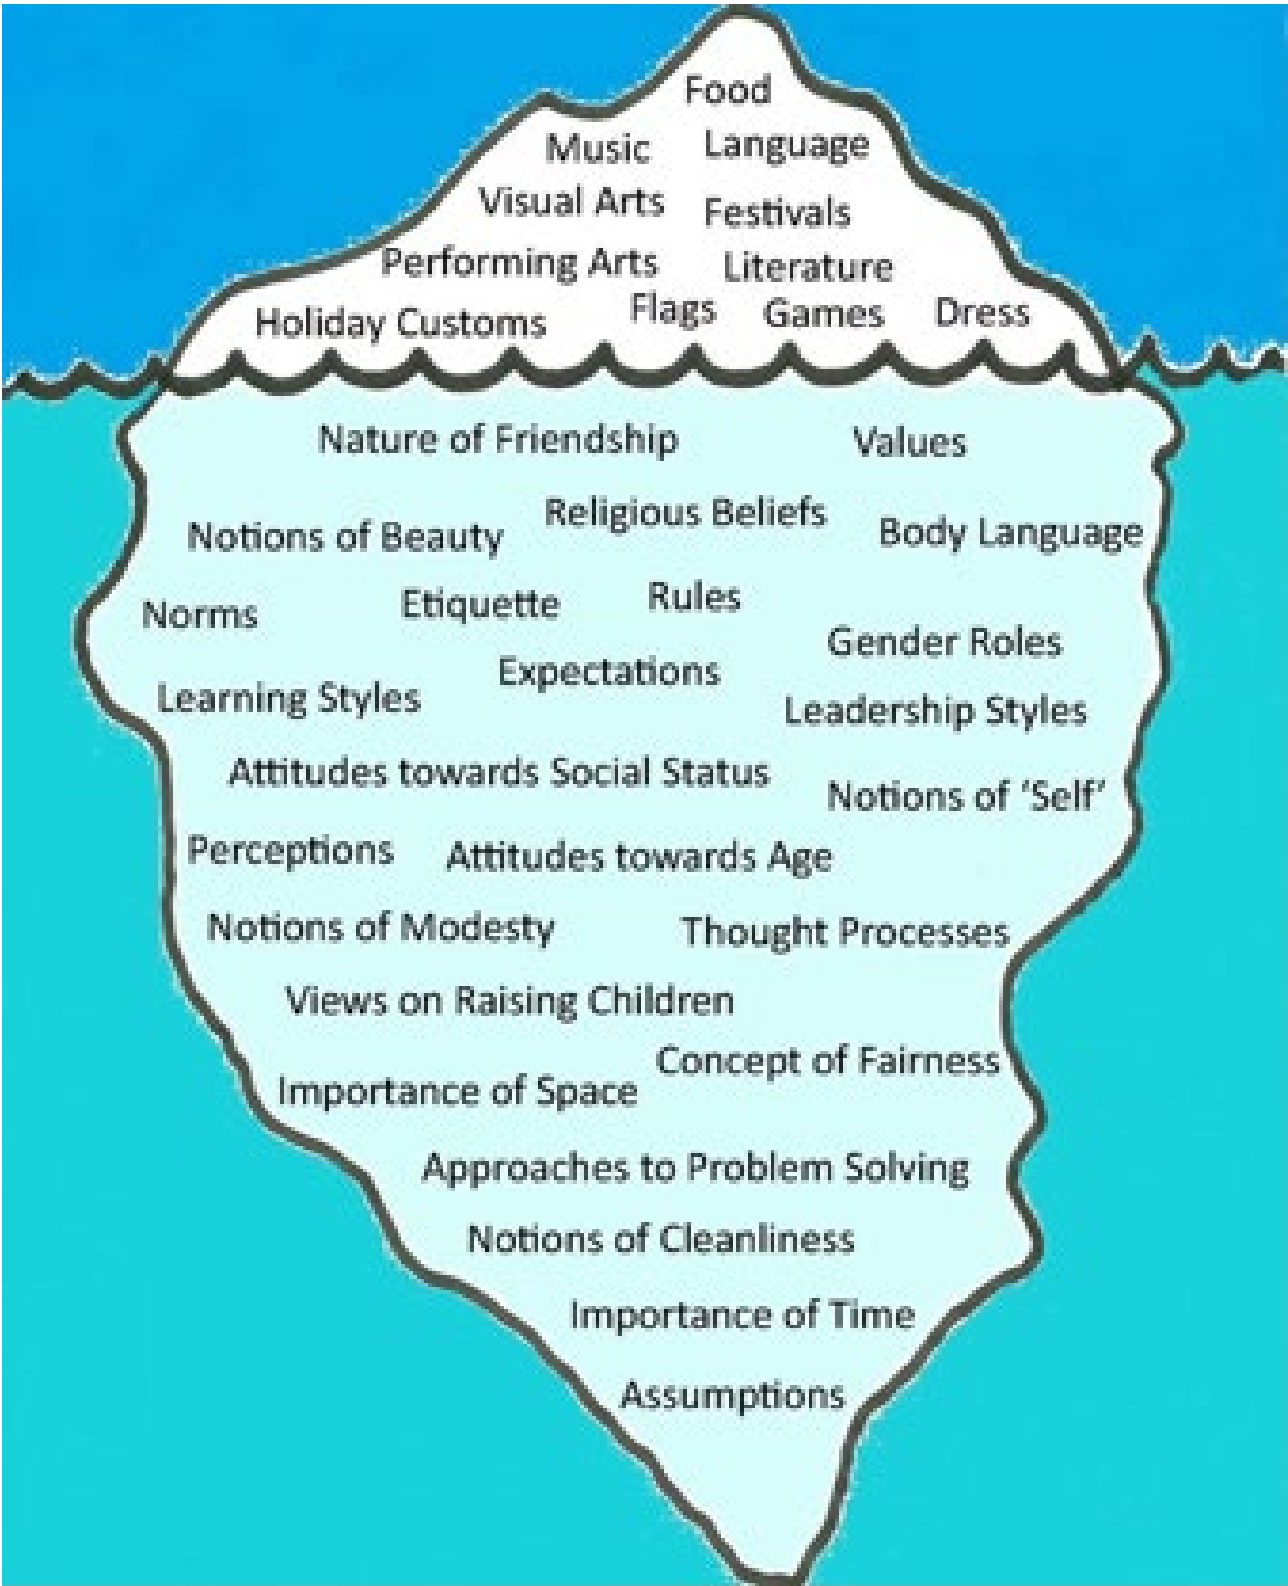 Food
Music Language
Visual Arts Festivals
Performing Arts Literature
Holiday Customs Flags Games Dress
Nature of Friendship Values
Notions of Beauty Religious Beliefs Body Language
Norms Etiquette Rules
Gender Roles
Learning Styles Expectations
Leadership Styles
Attitudes towards Social Status
Notions of ‘Self’
Perceptions Attitudes towards Age
Notions of Modesty Thought Processes
Views on Raising Children
Concept of Fairness
Importance of Space
Approaches to Problem Solving
Notions of Cleanliness
Importance of Time
Assumptions